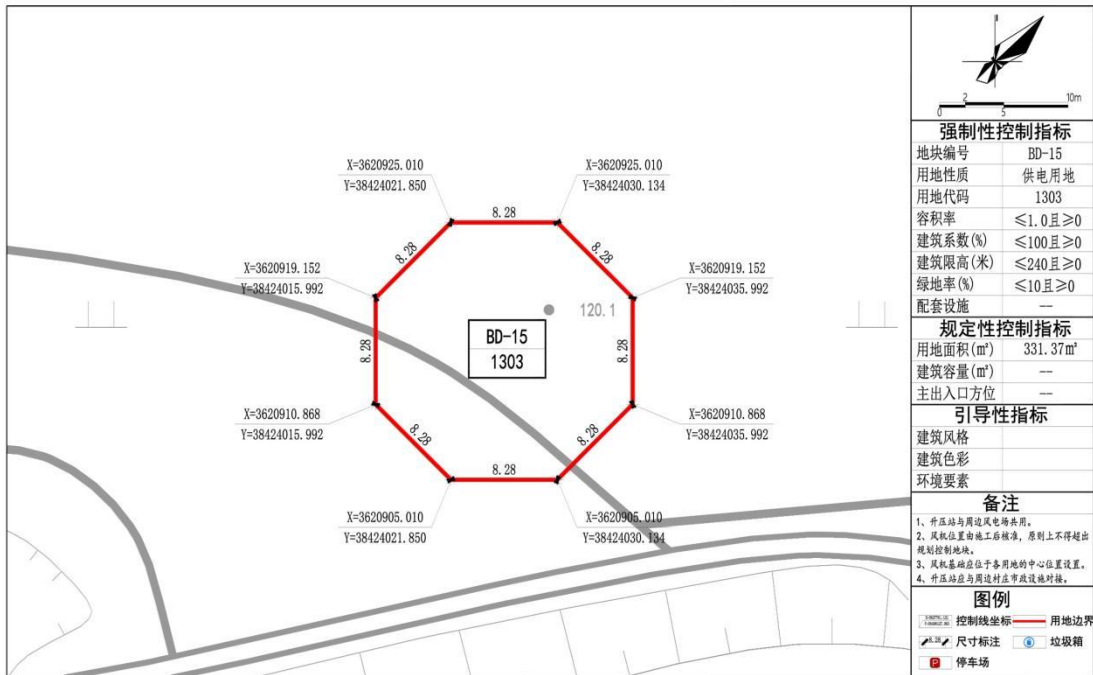 X=3620925.010
Y=38424021.850
X=3620925.010
Y=38424030.134
8.28
8.28
8.28
X=3620919.152
Y=38424015.992
X=3620919.152
Y=38424035.992
120.1
BD-15
1303
8.28
8.28
X=3620910.868
Y=38424015.992
X=3620910.868
Y=38424035.992
8.28
8.28
8.28
X=3620905.010
Y=38424021.850
X=3620905.010
Y=38424030.134
0 2 5 10m
强制性控制指标
地块编号 BD-15
用地性质 供电用地
用地代码 1303
容积率 ≤1.0且≥0
建筑系数(%) ≤100且≥0
建筑限高(米) ≤240且≥0
绿地率(%) ≤10且≥0
配套设施 --
规定性控制指标
用地面积(㎡) 331.37㎡
建筑容量(㎡) --
主出入口方位 --
引导性指标
建筑风格
建筑色彩
环境要素
备注
1、升压站与周边风电场共用。
2、风机位置由施工后核准，原则上不得超出
规划控制地块。
3、风机基础应位于各用地的中心位置设置。
4、升压站应与周边村庄市政设施对接。
图例
控制线坐标 用地边界
8.28 尺寸标注 垃圾箱
P 停车场